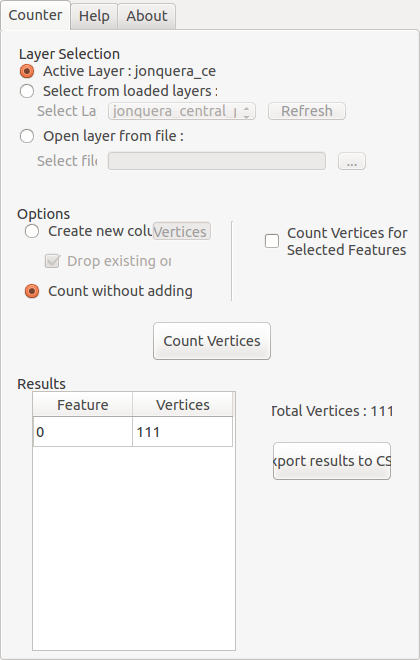 Counter Help About
Layer Selection
Active Layer : jonquera_ce
Select from loaded layers :
Select La jonquera_central_p Refresh
Open layer from file :
Select file ...
Options
Create new colu Vertices
Count Vertices for
Selected Features
Drop existing or
Count without adding
Count Vertices
Results
Feature Vertices
Total Vertices : 111
0 111
xport results to CS